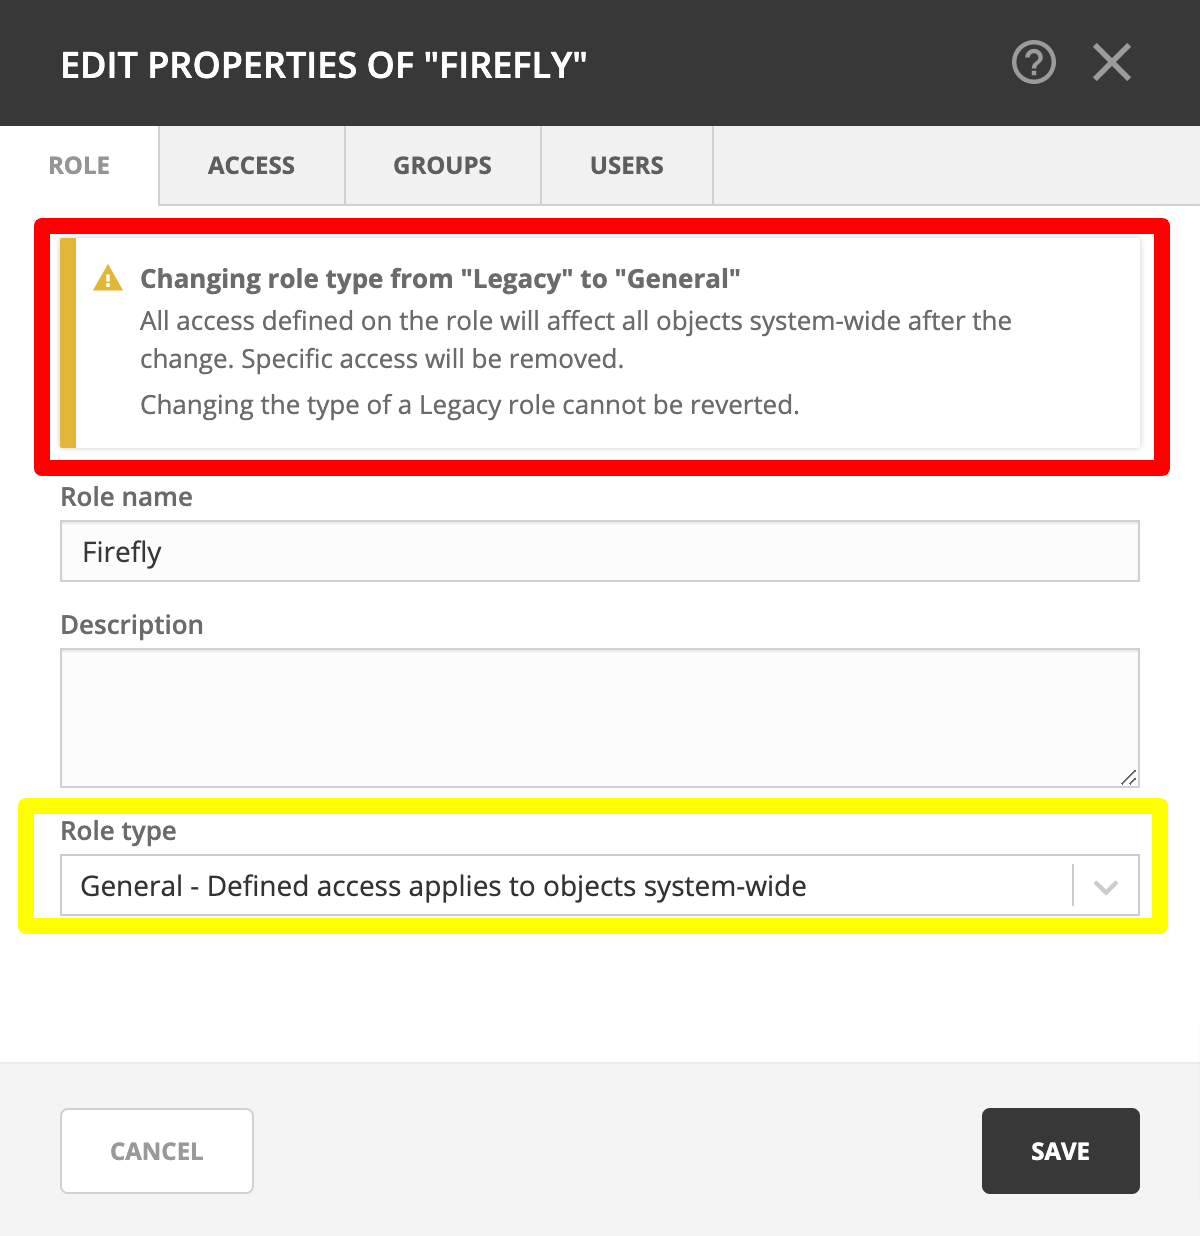 EDIT PROPERTIES OF "FIREFLY"
ROLE
ACCESS
GROUPS
USERS
Changing role type from "Legacy" to "General"
All access defined on the role will affect all objects system-wide after the
change. Specific access will be removed.
Changing the type of a Legacy role cannot be reverted.
Role name
Firefly
Description
Role type
General - Defined access applies to objects system-wide
CANCEL
SAVE